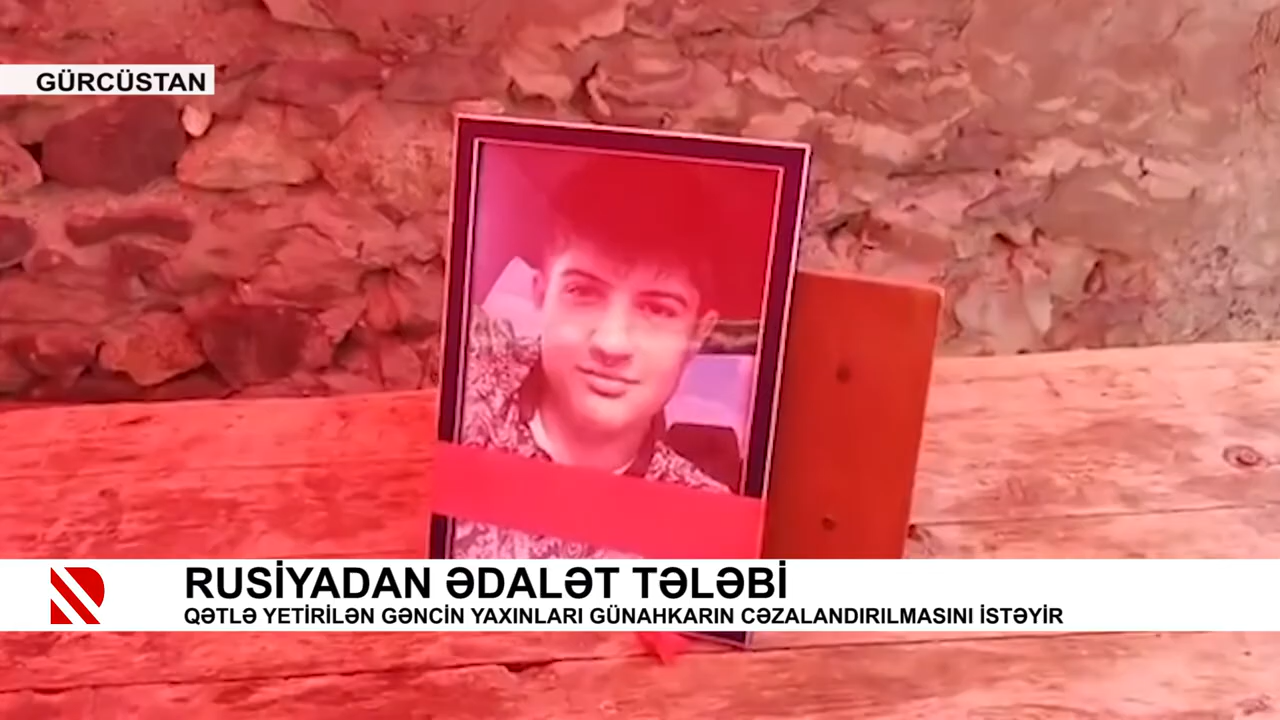 GÜRCÜSTAN
RUSİYADAN ƏDALƏT TƏLƏBİ
QƏTLƏ YETİRİLƏN GƏNCİN YAXINLARI GÜNAHKARIN CƏZALANDIRILMASINI İSTƏYİR